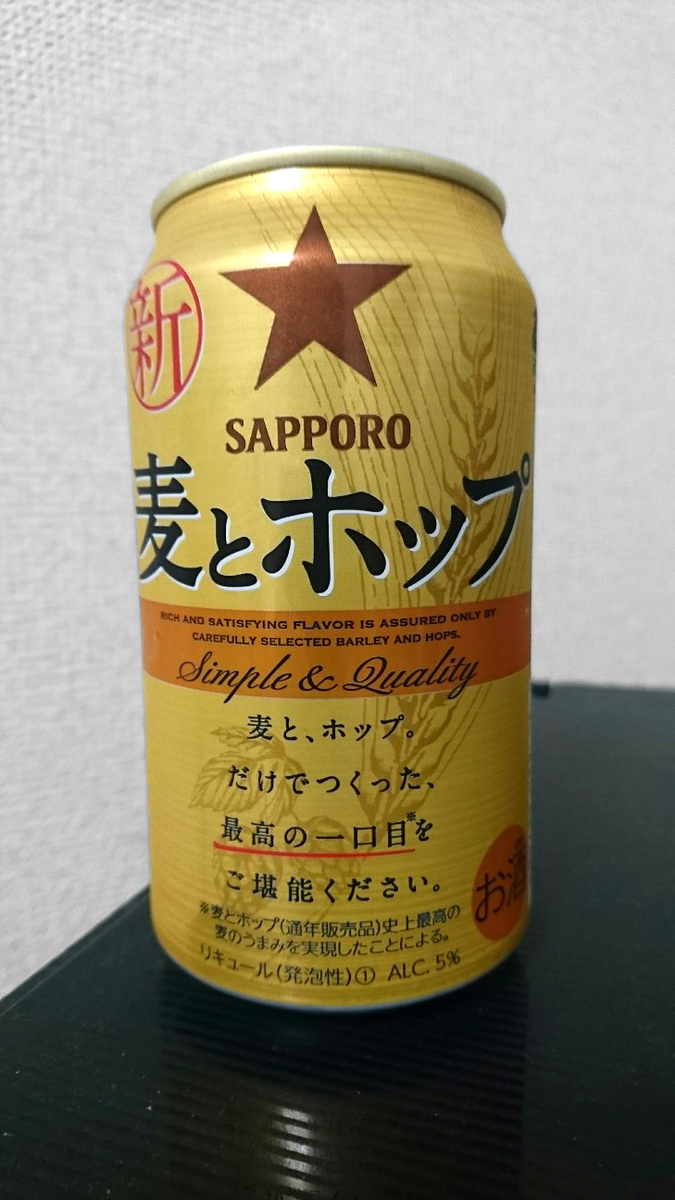 新
SAPPORO
麦とホップ
RICH AND SATISFYING FLAVOR IS ASSURED ONLY BY
CAREFULLY SELECTED BARLEY AND HOPS.
Simple & Quality
麦と、ホップ。
だけでつくった、
最高の一口目※を
ご堪能ください。
※麦とホップ(通年販売品)史上最高の
麦のうまみを実現したことによる。
リキュール(発泡性)① ALC. 5%
お酒